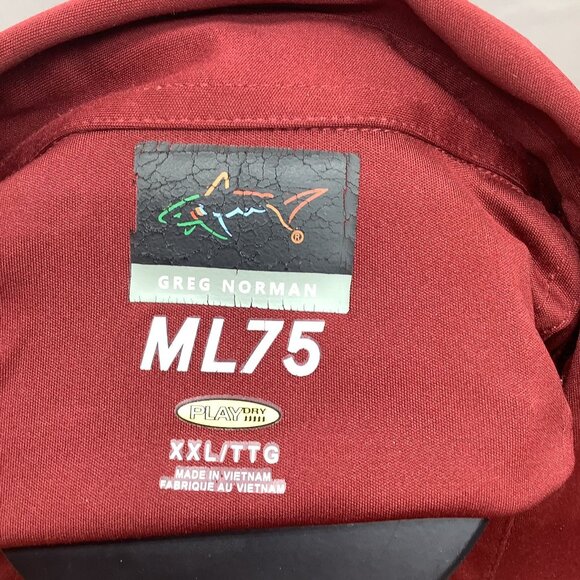 ®
GREG NORMAN
ML75
PLAY DRY
XXL/TTG
MADE IN VIETNAM
FABRIQUE AU VIETNAM